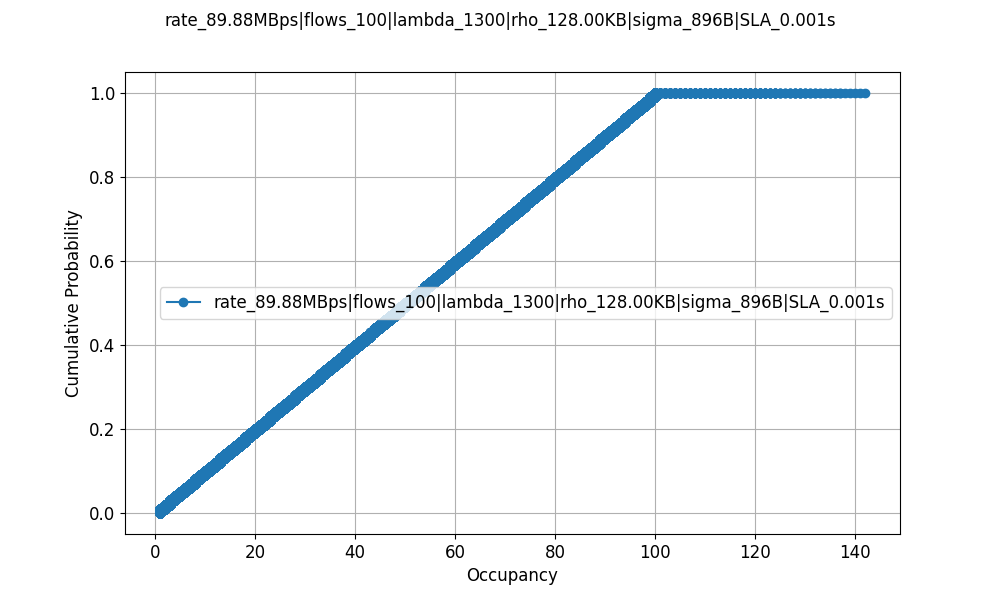 rate_89.88MBps|flows_100|lambda_1300|rho_128.00KB|sigma_896B|SLA_0.001s
1.0
0.8
0.6
0.4
0.2
0.0
Cumulative Probability
rate_89.88MBps|flows_100|lambda_1300|rho_128.00KB|sigma_896B|SLA_0.001s
0 20 40 60 80 100 120 140
Occupancy